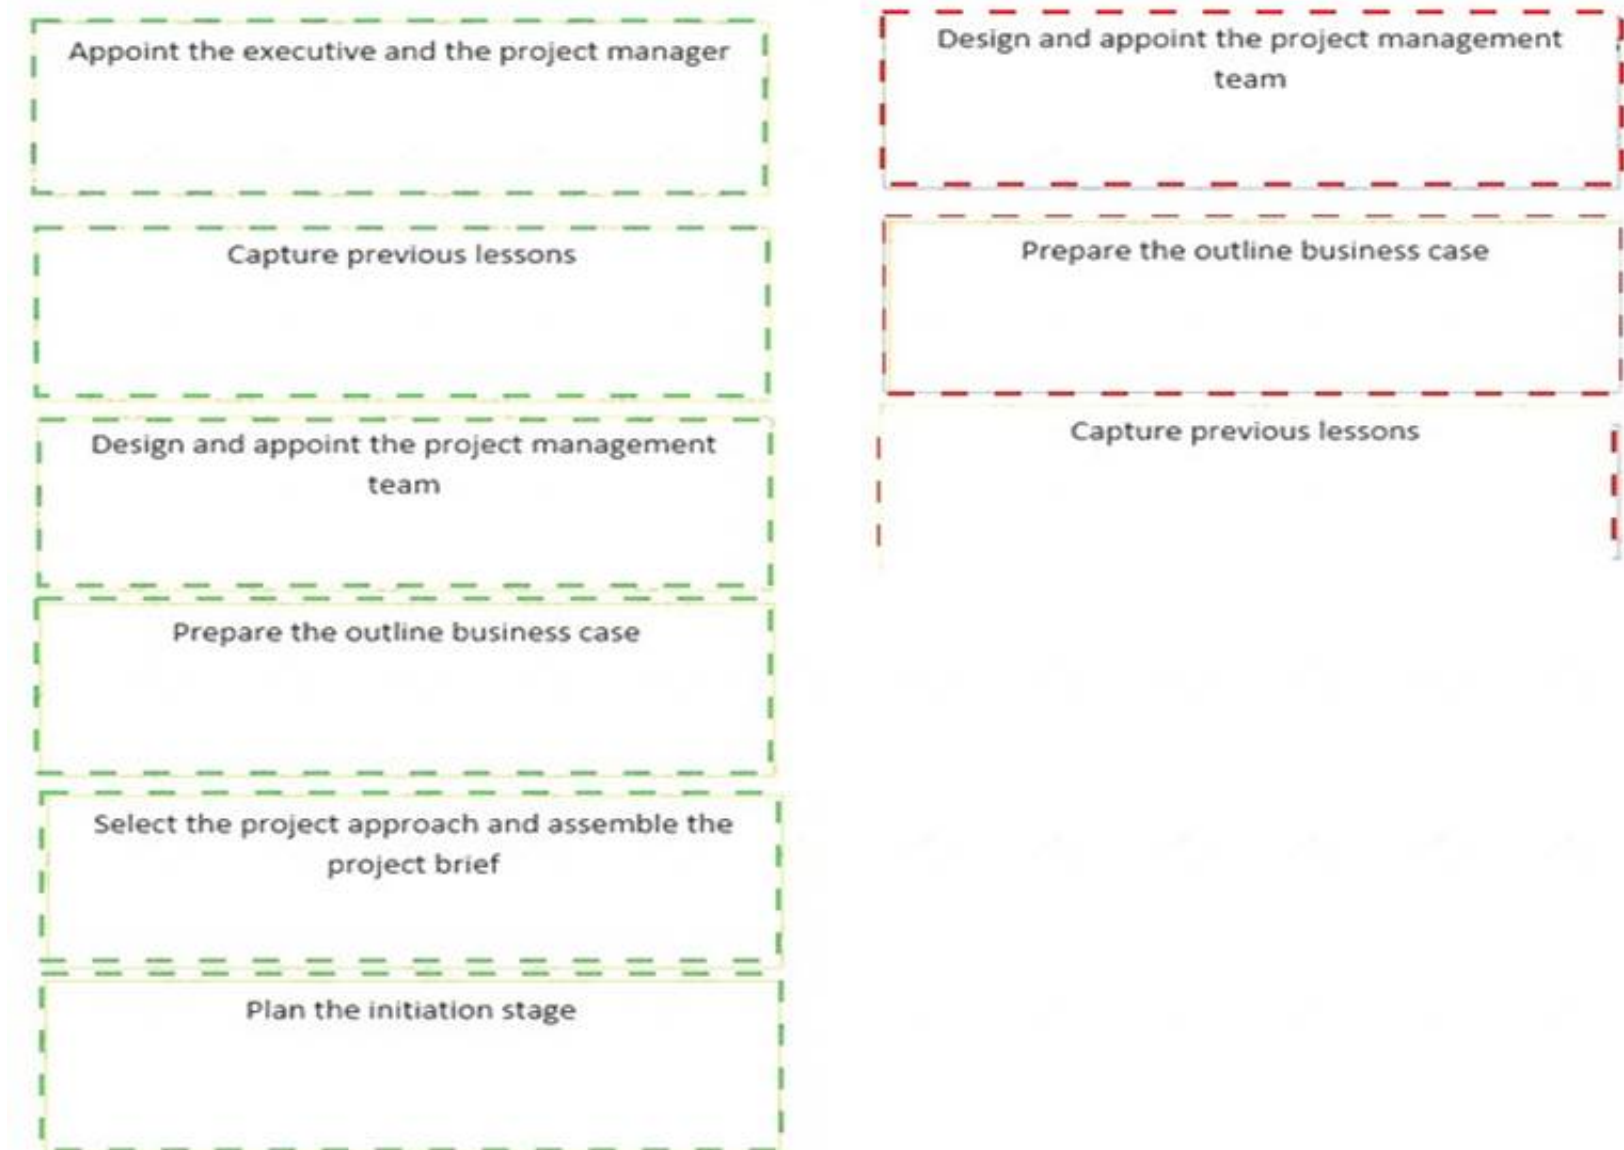 Appoint the executive and the project manager
Capture previous lessons
Design and appoint the project management
team
Prepare the outline business case
Select the project approach and assemble the
project brief
Plan the initiation stage
Design and appoint the project management
team
Prepare the outline business case
Capture previous lessons